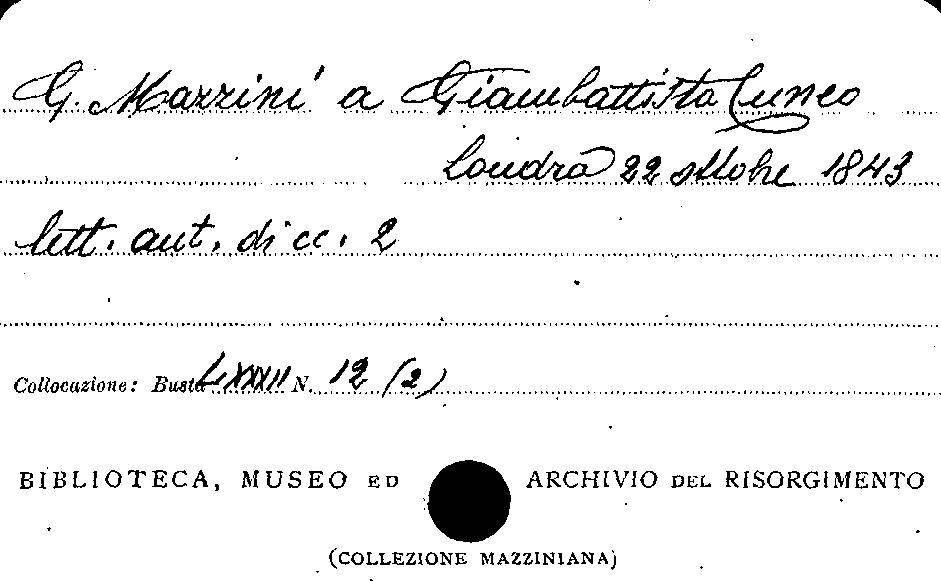 G. Mazzini a Giambattista Cuneo
Londra 22 ottobre 1843
lett. aut. di cc. 2
Collocazione: Busta LXXXII N. 12 (2)
BIBLIOTECA, MUSEO ED ARCHIVIO DEL RISORGIMENTO
(COLLEZIONE MAZZINIANA)